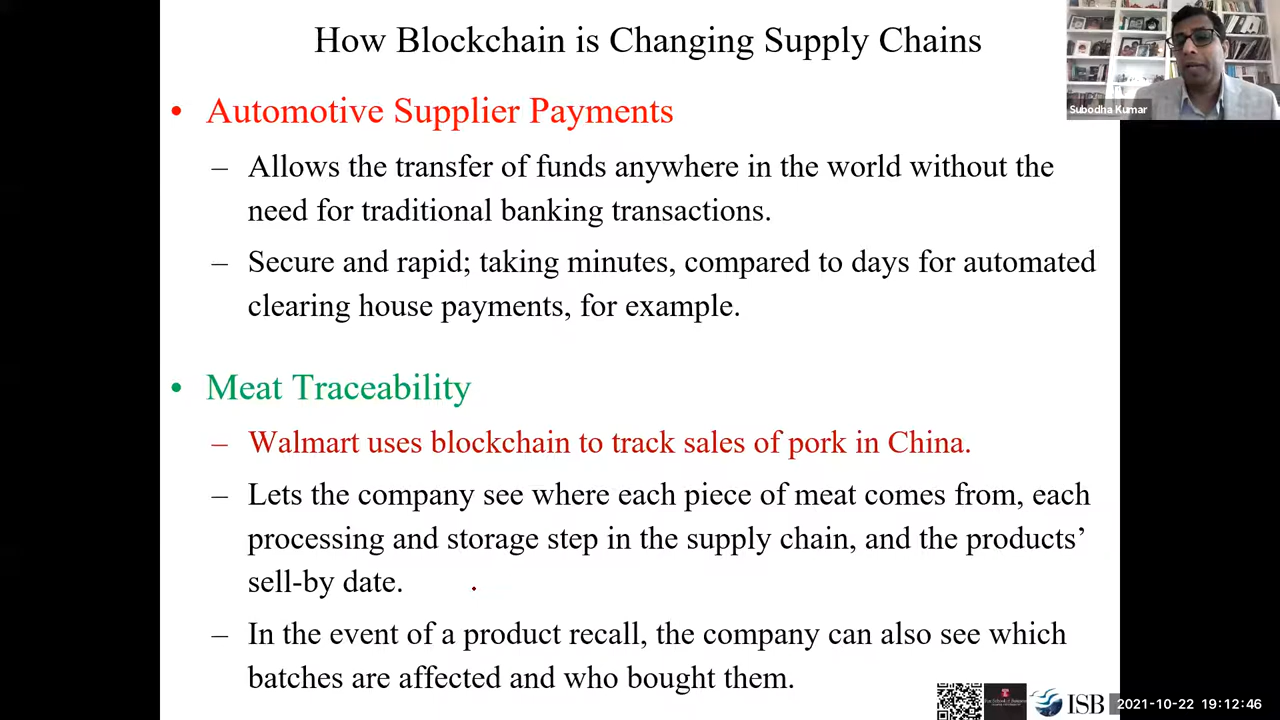 How Blockchain is Changing Supply Chains
Subodha Kumar
• Automotive Supplier Payments
– Allows the transfer of funds anywhere in the world without the
need for traditional banking transactions.
– Secure and rapid; taking minutes, compared to days for automated
clearing house payments, for example.
• Meat Traceability
– Walmart uses blockchain to track sales of pork in China.
– Lets the company see where each piece of meat comes from, each
processing and storage step in the supply chain, and the products’
sell-by date.
– In the event of a product recall, the company can also see which
batches are affected and who bought them.
ISB
2021-10-22 19:12:46